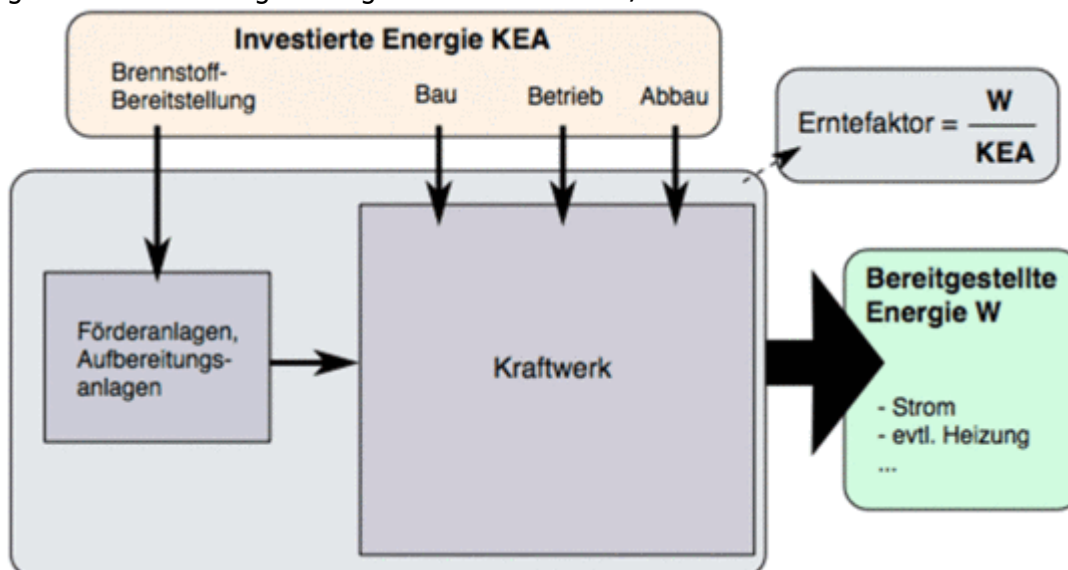 Investierte Energie KEA
Brennstoff-
Bereitstellung
Bau
Betrieb
Abbau
Erntefaktor = W
KEA
Förderanlagen,
Aufbereitungs-
anlagen
Kraftwerk
Bereitgestellte
Energie W
- Strom
- evtl. Heizung
...